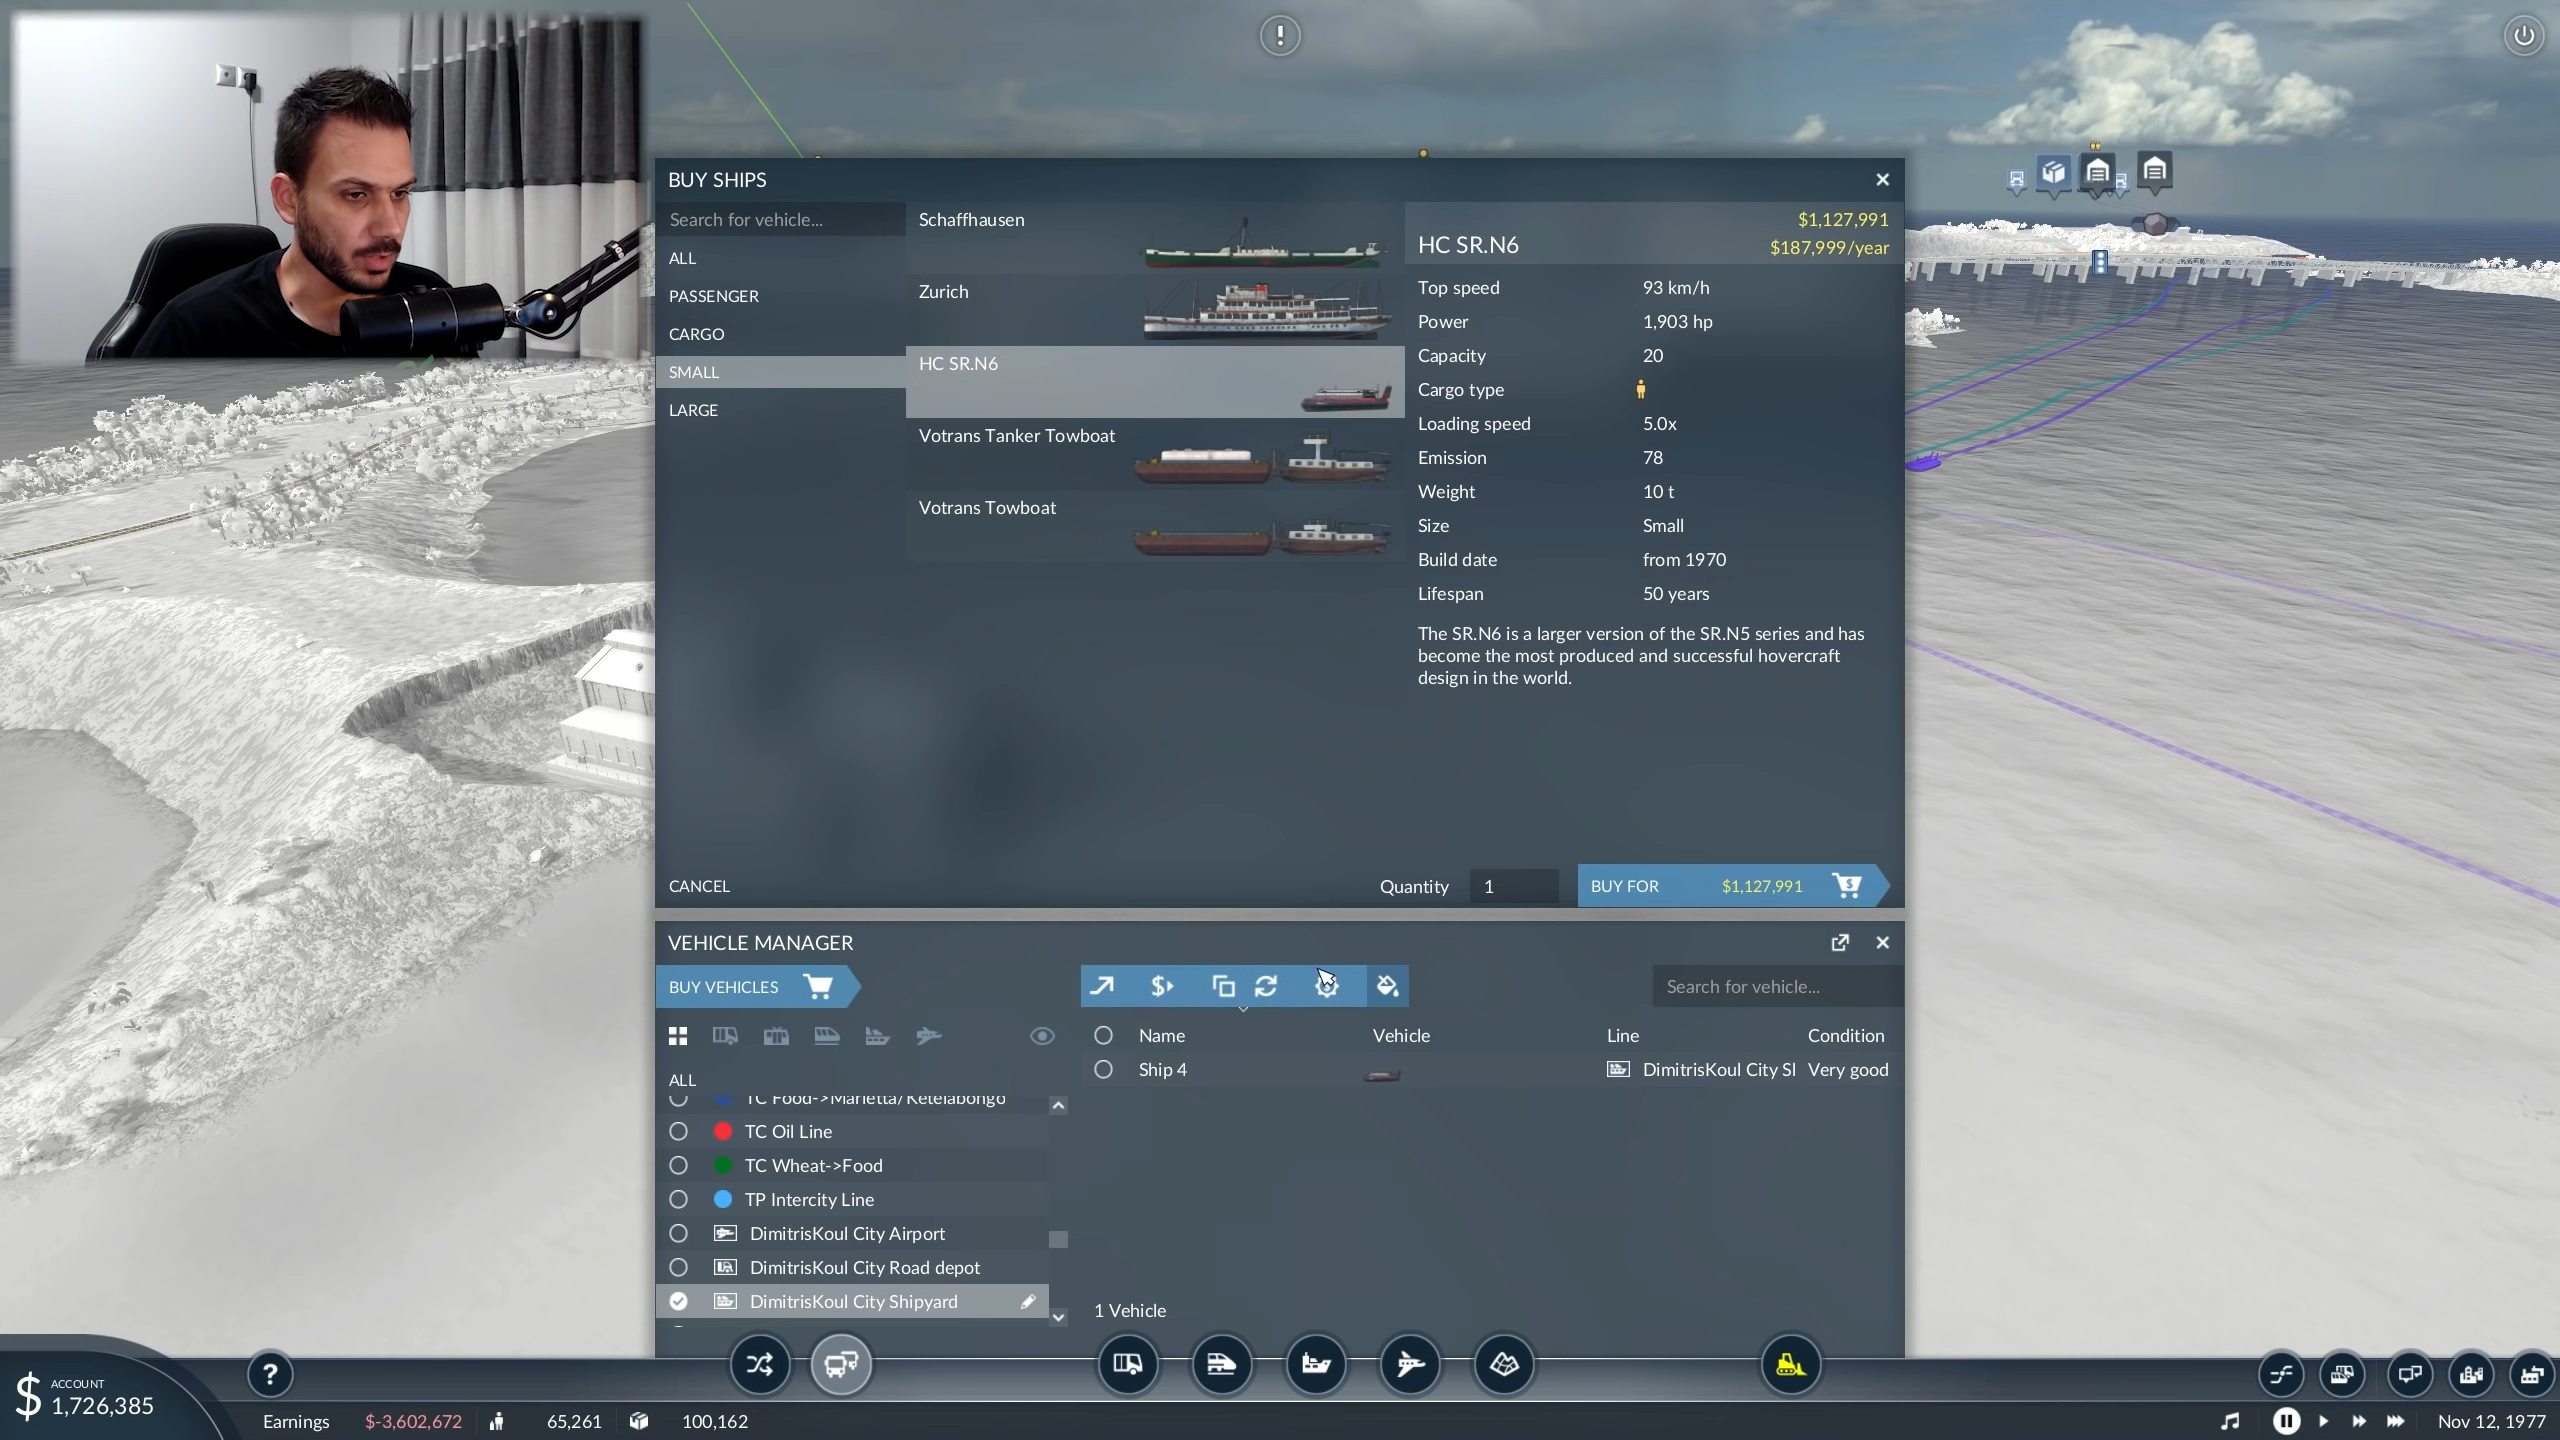 BUY SHIPS
Search for vehicle...
ALL
PASSENGER
CARGO
SMALL
LARGE
Schaffhausen
Zurich
HC SR.N6
Votrans Tanker Towboat
Votrans Towboat
HC SR.N6
$1,127,991
$187,999/year
Top speed 93 km/h
Power 1,903 hp
Capacity 20
Cargo type
Loading speed 5.0x
Emission 78
Weight 10 t
Size Small
Build date from 1970
Lifespan 50 years
The SR.N6 is a larger version of the SR.N5 series and has
become the most produced and successful hovercraft
design in the world.
CANCEL
Quantity 1
BUY FOR $1,127,991
VEHICLE MANAGER
BUY VEHICLES
Search for vehicle...
ALL
TC Food->Marietta/Ketelabongo
TC Oil Line
TC Wheat->Food
TP Intercity Line
DimitrisKoul City Airport
DimitrisKoul City Road depot
DimitrisKoul City Shipyard
Name Vehicle Line Condition
Ship 4 DimitrisKoul City Sl Very good
1 Vehicle
ACCOUNT
$ 1,726,385
Earnings $-3,602,672 65,261 100,162
Nov 12, 1977